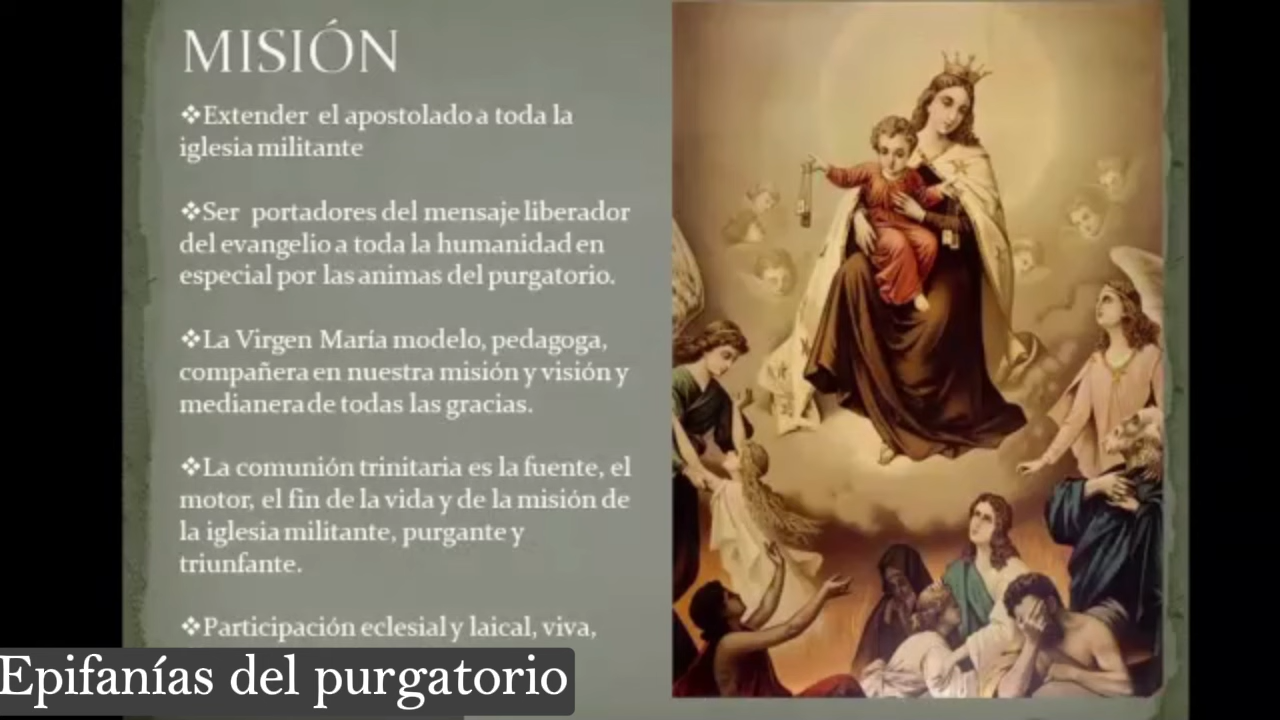 MISIÓN
❖Extender el apostolado a toda la
iglesia militante
❖Ser portadores del mensaje liberador
del evangelio a toda la humanidad en
especial por las animas del purgatorio.
❖La Virgen María modelo, pedagoga,
compañera en nuestra misión y visión y
medianera de todas las gracias.
❖La comunión trinitaria es la fuente, el
motor, el fin de la vida y de la misión de
la iglesia militante, purgante y
triunfante.
❖Participación eclesial y laical, viva,
Epifanías del purgatorio